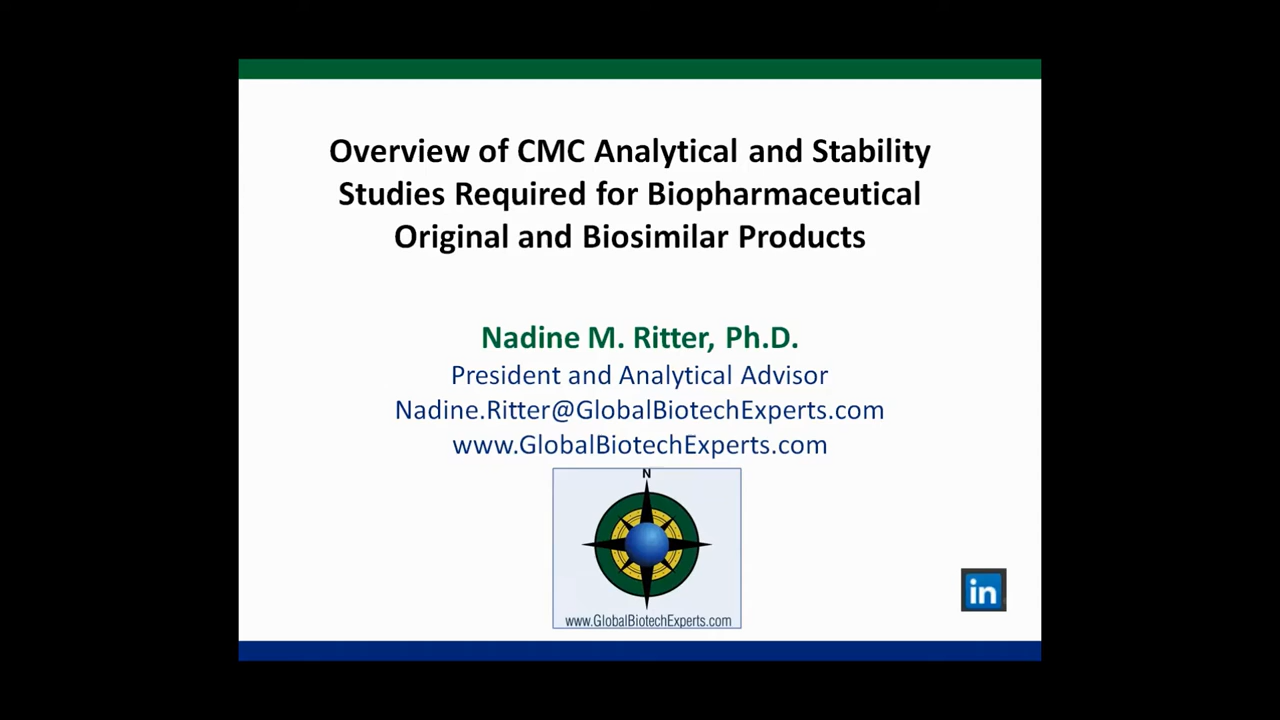 Overview of CMC Analytical and Stability
Studies Required for Biopharmaceutical
Original and Biosimilar Products
Nadine M. Ritter, Ph.D.
President and Analytical Advisor
Nadine.Ritter@GlobalBiotechExperts.com
www.GlobalBiotechExperts.com
N
www.GlobalBiotechExperts.com
in